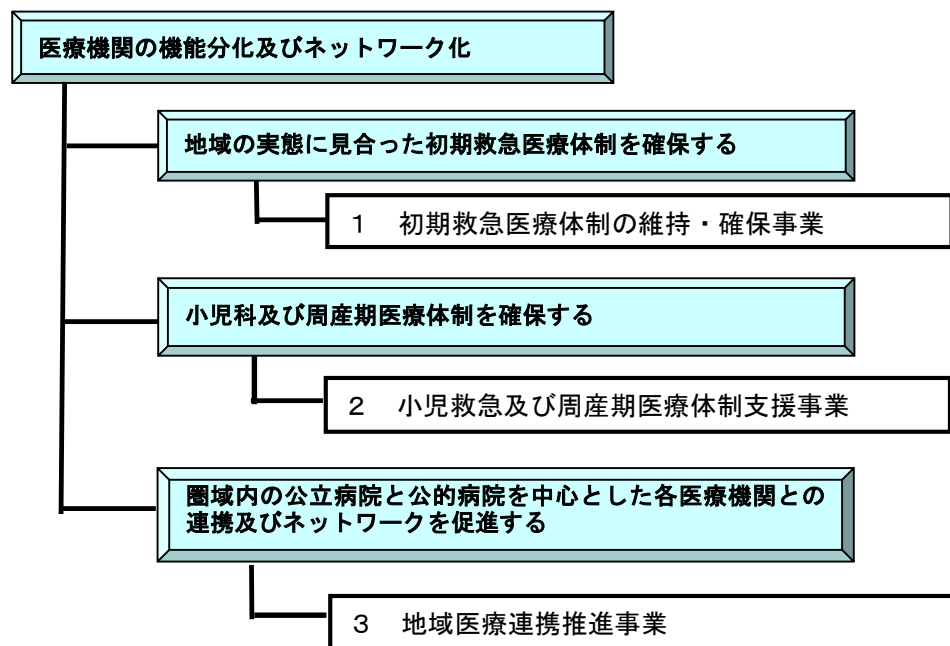 医療機関の機能分化及びネットワーク化
地域の実態に見合った初期救急医療体制を確保する
1　初期救急医療体制の維持・確保事業
小児科及び周産期医療体制を確保する
2　小児救急及び周産期医療体制支援事業
圏域内の公立病院と公的病院を中心とした各医療機関との
連携及びネットワークを促進する
3　地域医療連携推進事業